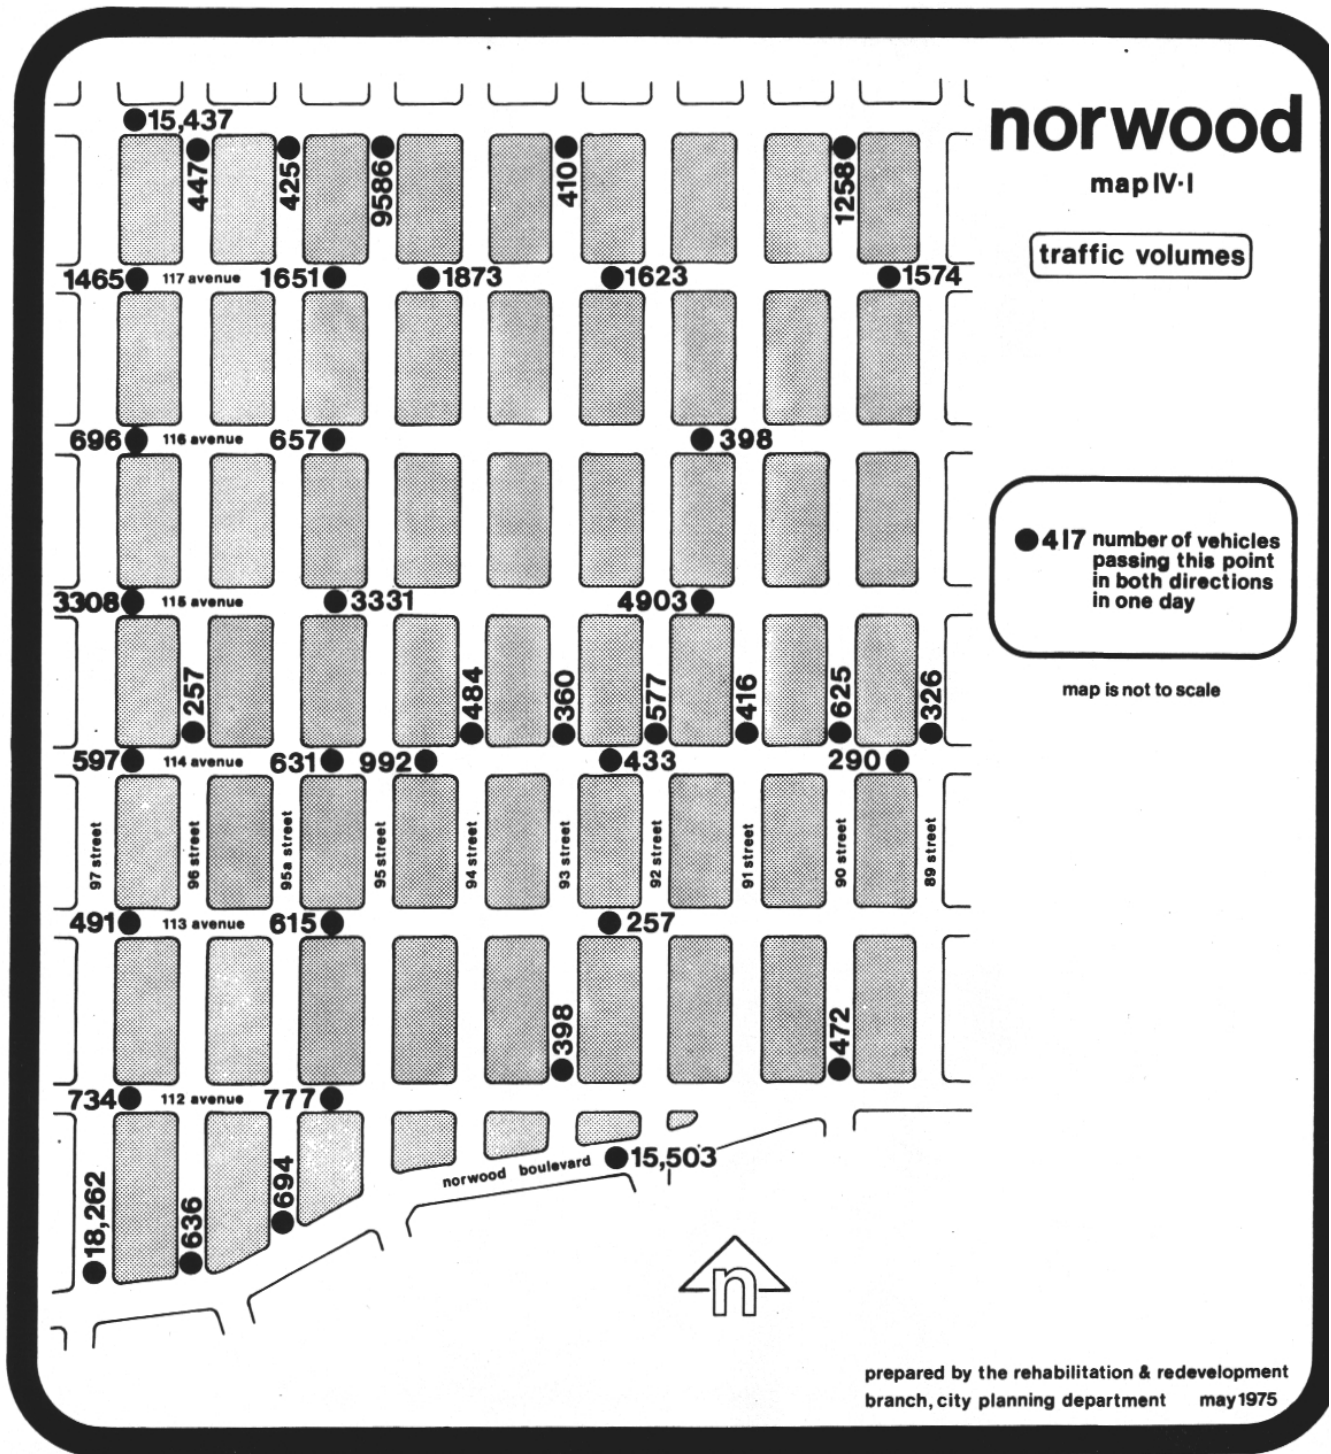 norwood
map IV·I
traffic volumes
15,437
447
425
9586
410
1258
1465
117 avenue
1651
1873
1623
1574
696
116 avenue
657
398
417 number of vehicles
passing this point
in both directions
in one day
map is not to scale
3308
115 avenue
3331
4903
257
484
360
577
416
625
326
597
114 avenue
631
992
433
290
97 street
96 street
95a street
95 street
94 street
93 street
92 street
91 street
90 street
89 street
491
113 avenue
615
257
398
472
734
112 avenue
777
18,262
636
694
norwood boulevard
15,503
n
prepared by the rehabilitation & redevelopment
branch, city planning department may 1975